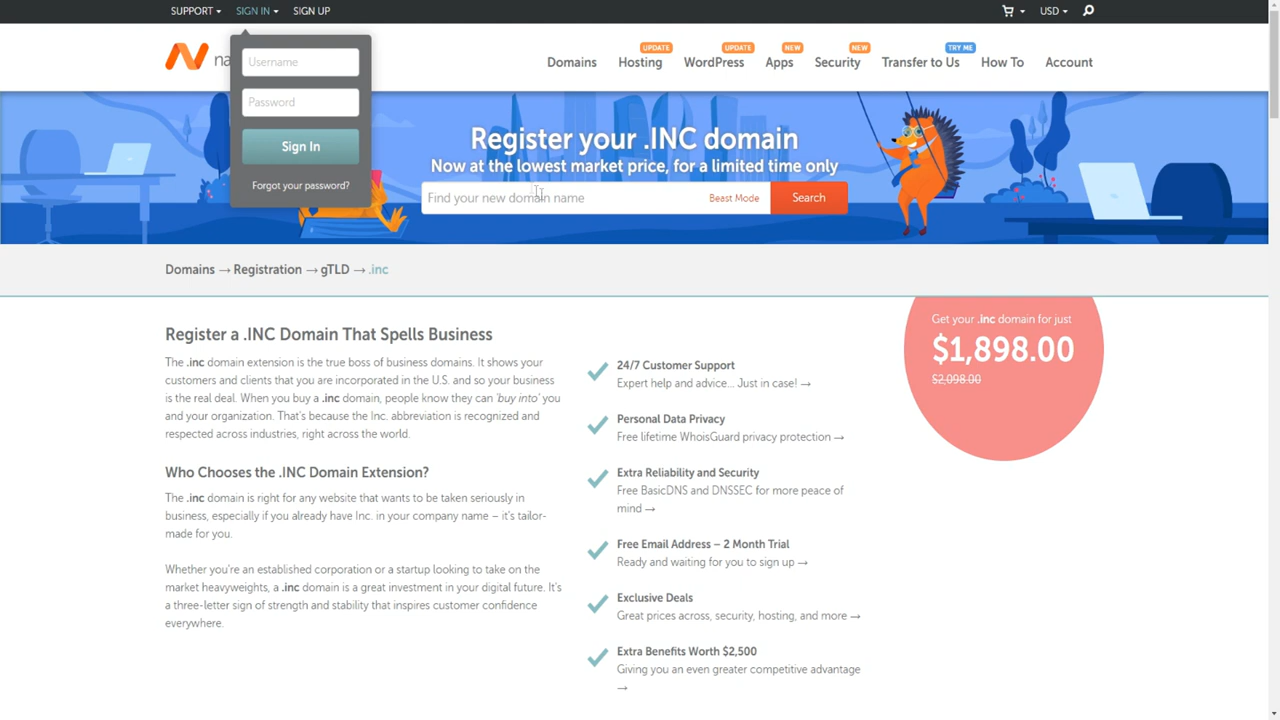 SUPPORT
SIGN IN
SIGN UP
USD
Username
Password
Sign In
Forgot your password?
na
Domains
UPDATE
Hosting
UPDATE
WordPress
NEW
Apps
NEW
Security
TRY ME
Transfer to Us
How To
Account
Register your .INC domain
Now at the lowest market price, for a limited time only
Find your new domain name
Beast Mode
Search
Domains → Registration → gTLD → .inc
Register a .INC Domain That Spells Business
The .inc domain extension is the true boss of business domains. It shows your
customers and clients that you are incorporated in the U.S. and so your business
is the real deal. When you buy a .inc domain, people know they can ‘buy into’ you
and your organization. That's because the Inc. abbreviation is recognized and
respected across industries, right across the world.
Who Chooses the .INC Domain Extension?
The .inc domain is right for any website that wants to be taken seriously in
business, especially if you already have Inc. in your company name – it's tailor-
made for you.
Whether you're an established corporation or a startup looking to take on the
market heavyweights, a .inc domain is a great investment in your digital future. It's
a three-letter sign of strength and stability that inspires customer confidence
everywhere.
24/7 Customer Support
Expert help and advice... Just in case! →
Personal Data Privacy
Free lifetime WhoisGuard privacy protection →
Extra Reliability and Security
Free BasicDNS and DNSSEC for more peace of
mind →
Free Email Address – 2 Month Trial
Ready and waiting for you to sign up →
Exclusive Deals
Great prices across, security, hosting, and more →
Extra Benefits Worth $2,500
Giving you an even greater competitive advantage
→
Get your .inc domain for just
$1,898.00
$2,098.00